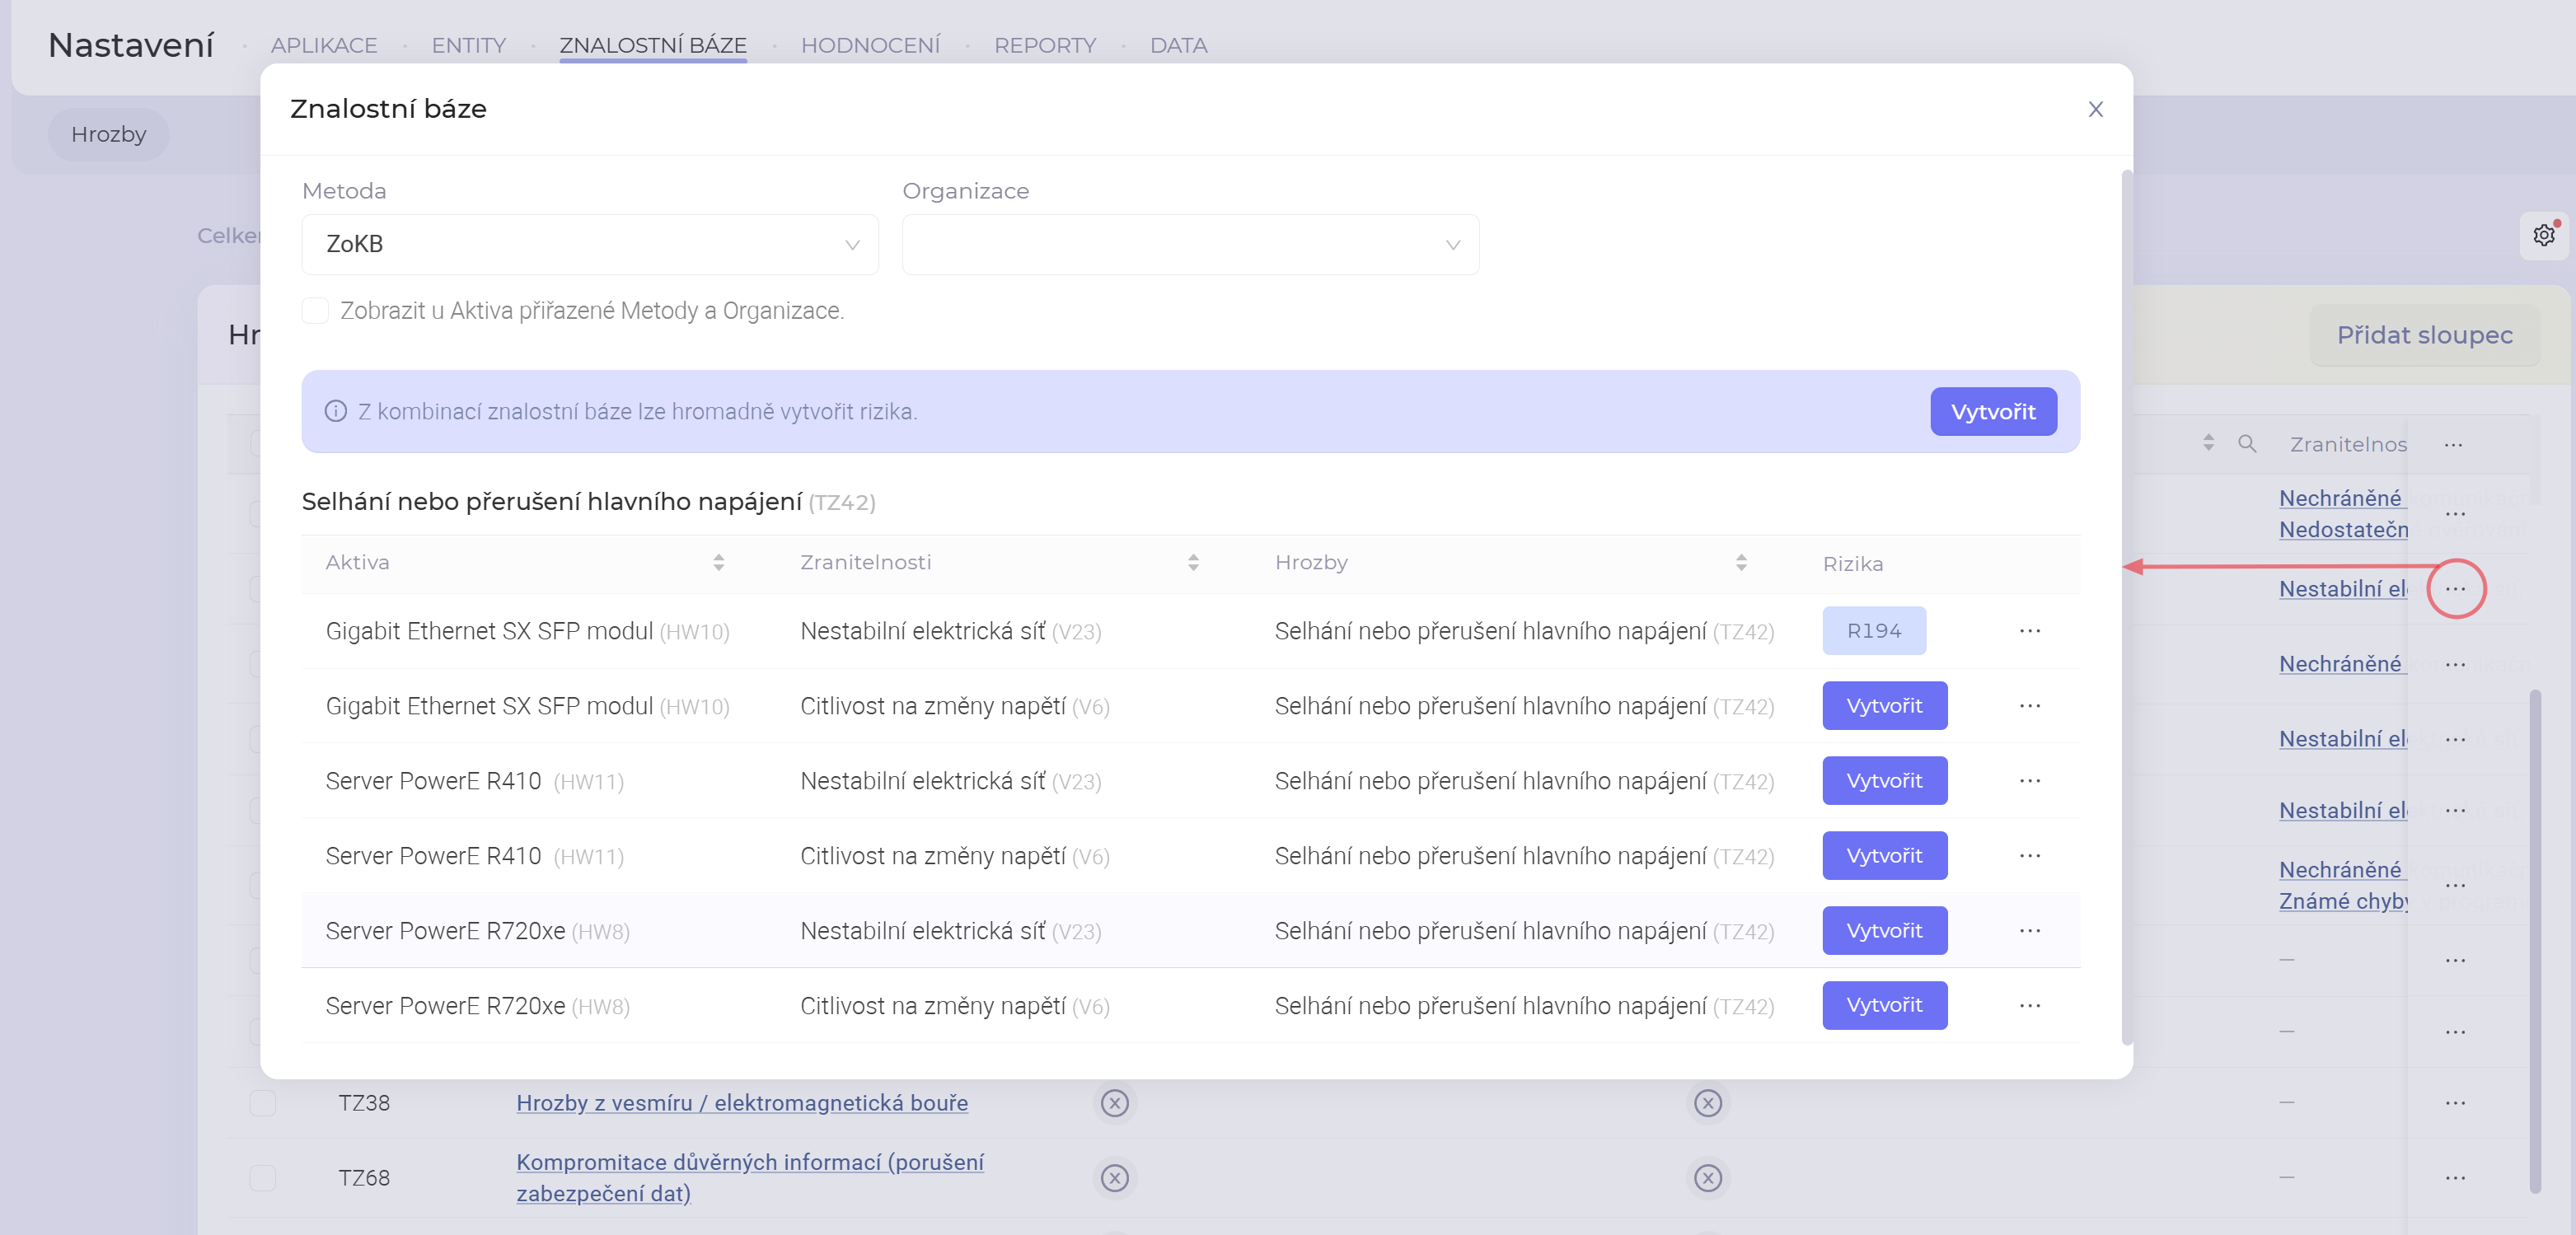 Nastavení · APLIKACE · ENTITY · ZNALOSTNÍ BÁZE · HODNOCENÍ · REPORTY · DATA
Hrozby
Znalostní báze
Metoda Organizace
ZoKB
Zobrazit u Aktiva přiřazené Metody a Organizace.
Přidat sloupec
Z kombinací znalostní báze lze hromadně vytvořit rizika. Vytvořit
Selhání nebo přerušení hlavního napájení (TZ42)
Aktiva Zranitelnosti Hrozby Rizika
Gigabit Ethernet SX SFP modul (HW10) Nestabilní elektrická síť (V23) Selhání nebo přerušení hlavního napájení (TZ42) R194 ...
Gigabit Ethernet SX SFP modul (HW10) Citlivost na změny napětí (V6) Selhání nebo přerušení hlavního napájení (TZ42) Vytvořit ...
Server PowerE R410 (HW11) Nestabilní elektrická síť (V23) Selhání nebo přerušení hlavního napájení (TZ42) Vytvořit ...
Server PowerE R410 (HW11) Citlivost na změny napětí (V6) Selhání nebo přerušení hlavního napájení (TZ42) Vytvořit ...
Server PowerE R720xe (HW8) Nestabilní elektrická síť (V23) Selhání nebo přerušení hlavního napájení (TZ42) Vytvořit ...
Server PowerE R720xe (HW8) Citlivost na změny napětí (V6) Selhání nebo přerušení hlavního napájení (TZ42) Vytvořit ...
Zranitelnos ...
Nechráněné
Nedostatečn
Nestabilní el
Nechráněné
Nestabilní el
Nestabilní el
Nechráněné
Známé chyby
TZ38 Hrozby z vesmíru / elektromagnetická bouře – ...
TZ68 Kompromitace důvěrných informací (porušení
zabezpečení dat) – ...